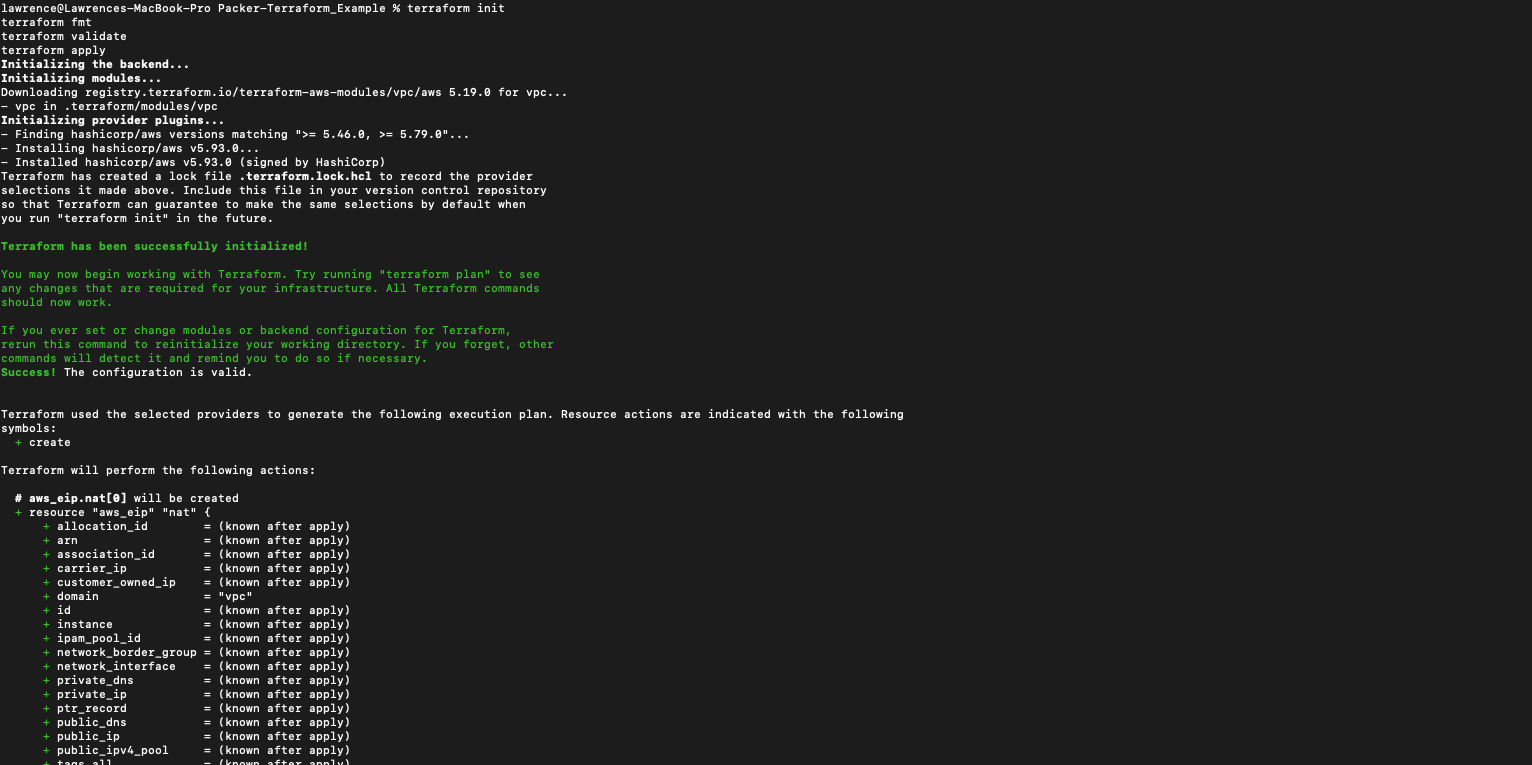 lawrence@Lawrences-MacBook-Pro Packer-Terraform_Example % terraform init
terraform fmt
terraform validate
terraform apply
Initializing the backend...
Initializing modules...
Downloading registry.terraform.io/terraform-aws-modules/vpc/aws 5.19.0 for vpc...
- vpc in .terraform/modules/vpc
Initializing provider plugins...
- Finding hashicorp/aws versions matching ">= 5.46.0, >= 5.79.0"...
- Installing hashicorp/aws v5.93.0...
- Installed hashicorp/aws v5.93.0 (signed by HashiCorp)
Terraform has created a lock file .terraform.lock.hcl to record the provider
selections it made above. Include this file in your version control repository
so that Terraform can guarantee to make the same selections by default when
you run "terraform init" in the future.

Terraform has been successfully initialized!

You may now begin working with Terraform. Try running "terraform plan" to see
any changes that are required for your infrastructure. All Terraform commands
should now work.

If you ever set or change modules or backend configuration for Terraform,
rerun this command to reinitialize your working directory. If you forget, other
commands will detect it and remind you to do so if necessary.
Success! The configuration is valid.


Terraform used the selected providers to generate the following execution plan. Resource actions are indicated with the following
symbols:
  + create

Terraform will perform the following actions:

  # aws_eip.nat[0] will be created
  + resource "aws_eip" "nat" {
      + allocation_id        = (known after apply)
      + arn                  = (known after apply)
      + association_id       = (known after apply)
      + carrier_ip           = (known after apply)
      + customer_owned_ip    = (known after apply)
      + domain               = "vpc"
      + id                   = (known after apply)
      + instance             = (known after apply)
      + ipam_pool_id         = (known after apply)
      + network_border_group = (known after apply)
      + network_interface    = (known after apply)
      + private_dns          = (known after apply)
      + private_ip           = (known after apply)
      + ptr_record           = (known after apply)
      + public_dns           = (known after apply)
      + public_ip            = (known after apply)
      + public_ipv4_pool     = (known after apply)
      + tags_all             = (known after apply)